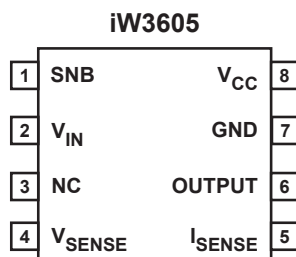 iW3605
1 SNB V_CC 8
2 V_IN GND 7
3 NC OUTPUT 6
4 V_SENSE I_SENSE 5